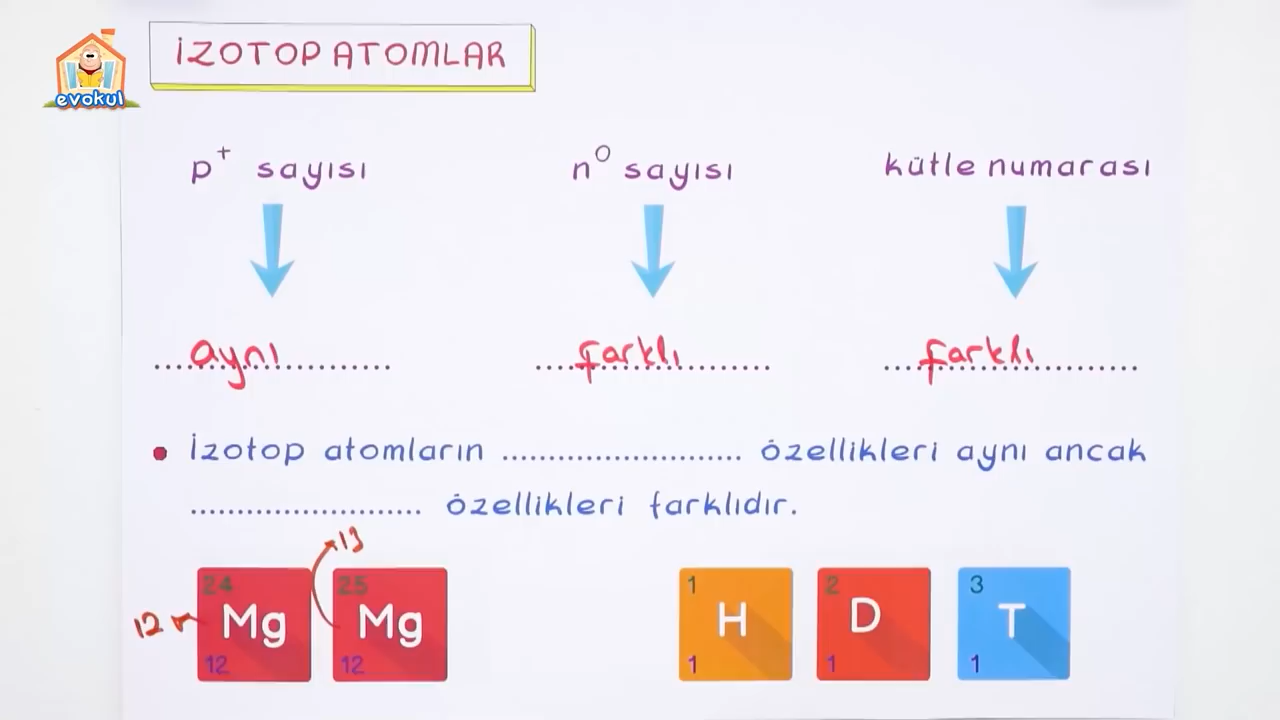 evokul
İZOTOP ATOMLAR
p⁺ sayısı n⁰ sayısı kütle numarası
aynı farklı farklı
• İzotop atomların ........................ özellikleri aynı ancak
....................... özellikleri farklıdır.
13
24 25 1 2 3
12 Mg Mg H D T
12 12 1 1 1